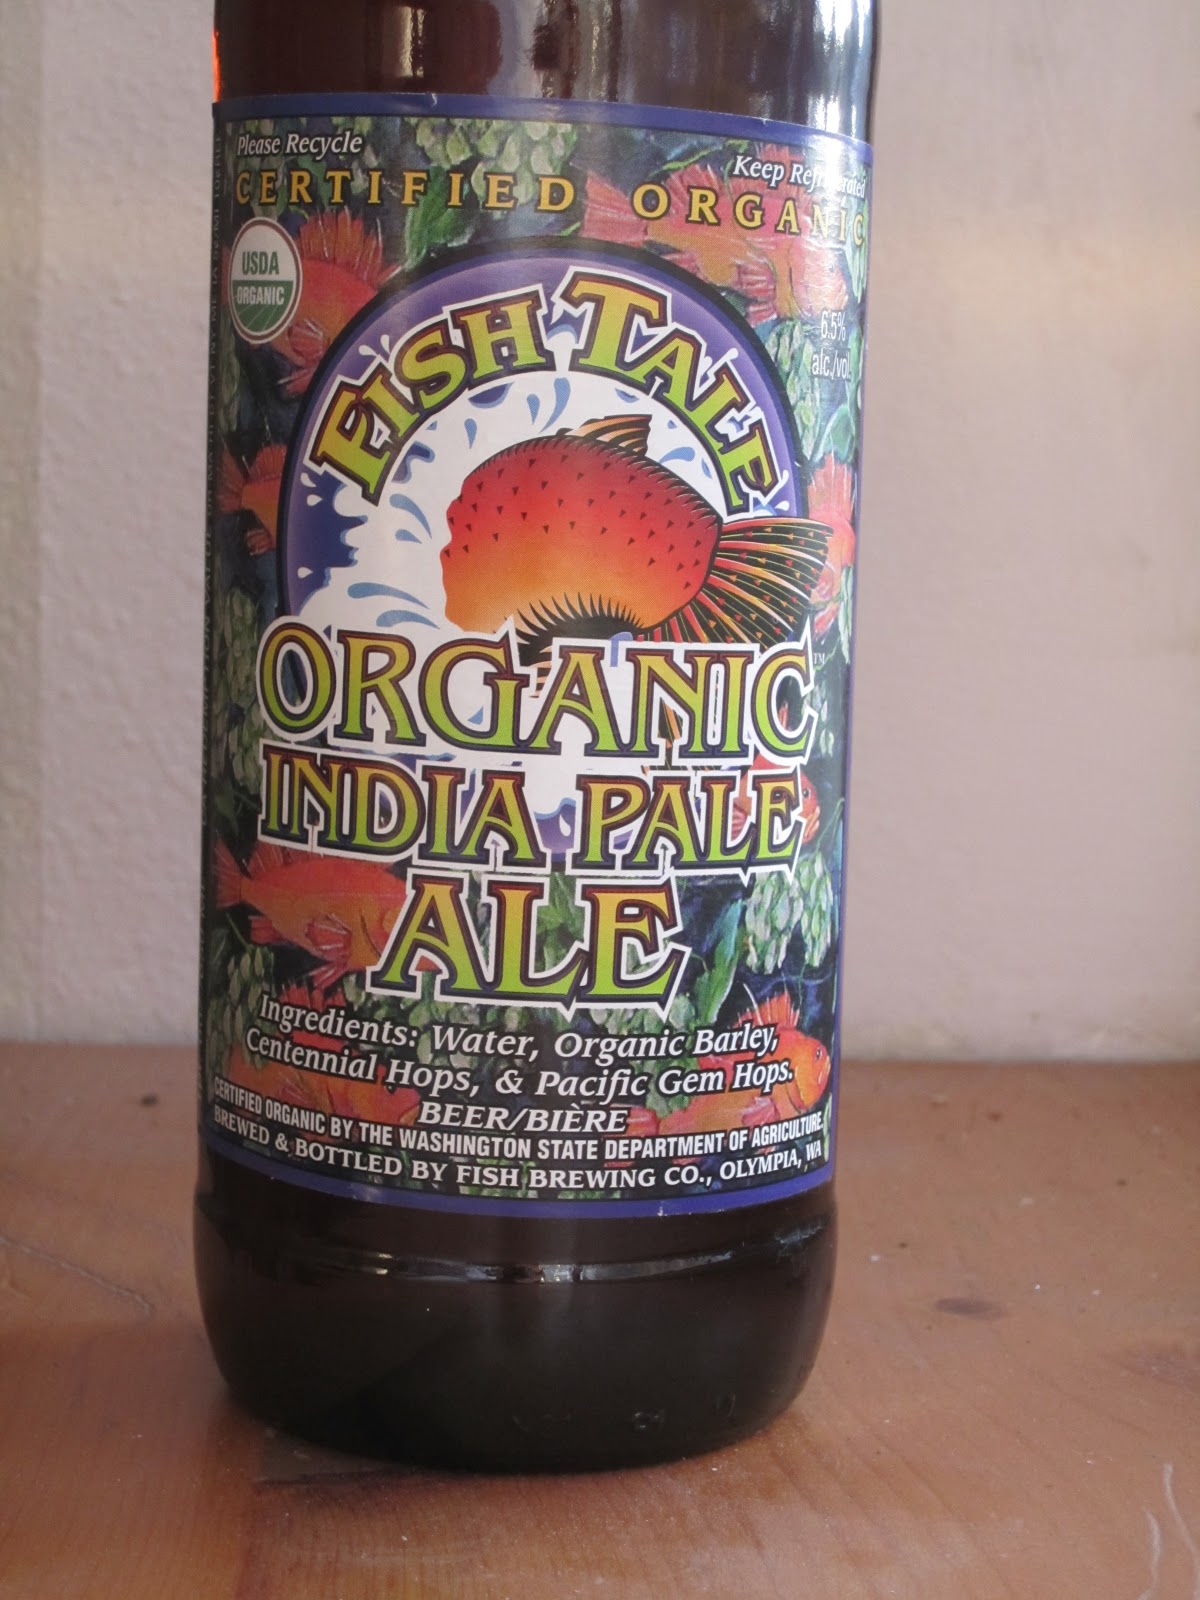 Please Recycle
Keep Refrigerated
CERTIFIED ORGANIC
USDA
ORGANIC
6.5%
alc./vol.
FISH TALE
ORGANIC™
INDIA PALE
ALE
Ingredients: Water, Organic Barley,
Centennial Hops, & Pacific Gem Hops.
BEER/BIÈRE
CERTIFIED ORGANIC BY THE WASHINGTON STATE DEPARTMENT OF AGRICULTURE.
BREWED & BOTTLED BY FISH BREWING CO., OLYMPIA, WA